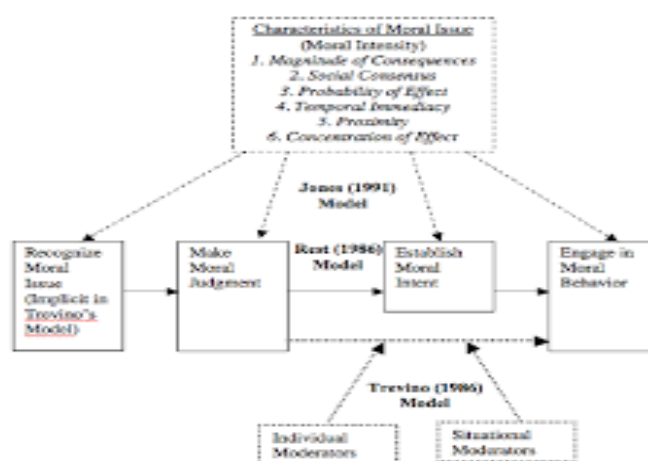 Characteristics of Moral Issue
(Moral Intensity)
1. Magnitude of Consequences
2. Social Consensus
3. Probability of Effect
4. Temporal Immediacy
5. Proximity
6. Concentration of Effect
Jones (1991)
Model
Recognize
Moral
Issue
(Implicit in
Trevino's
Model)
Make
Moral
Judgment
Rest (1986)
Model
Establish
Moral
Intent
Engage in
Moral
Behavior
Trevino (1986)
Model
Individual
Moderators
Situational
Moderators